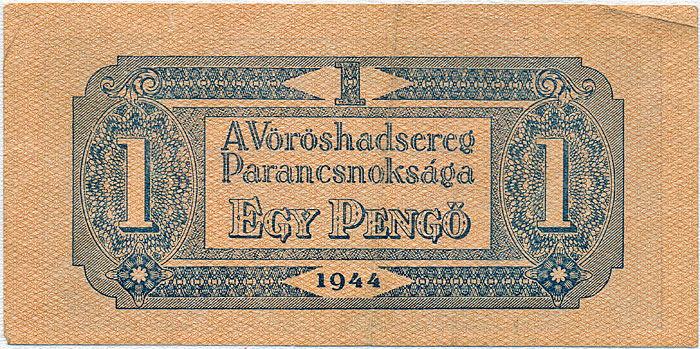 1
A Vöröshadsereg
Parancsnoksága
1
1
EGY PENGŐ
1944